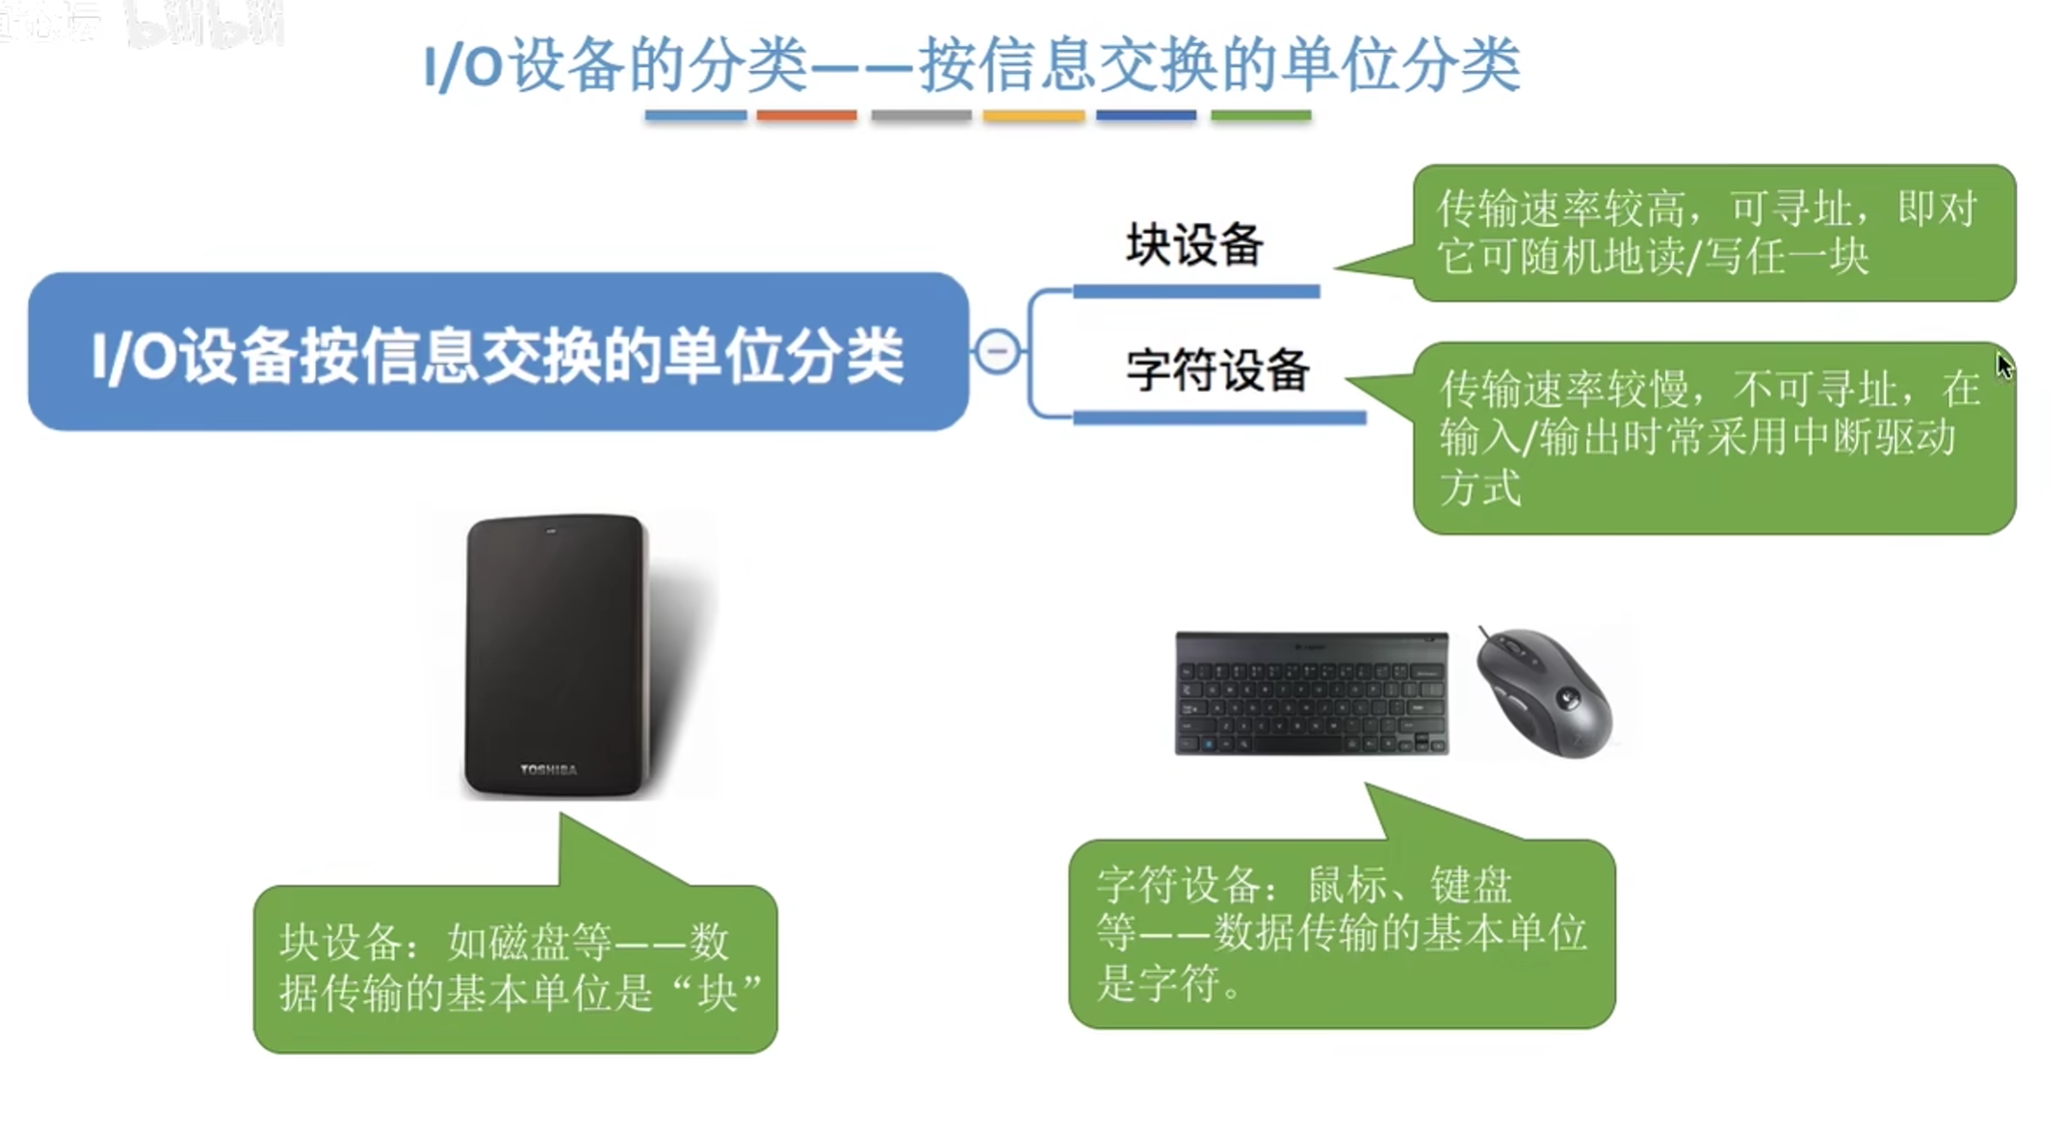 bilibili
I/O设备的分类——按信息交换的单位分类
块设备
传输速率较高，可寻址，即对
它可随机地读/写任一块
I/O设备按信息交换的单位分类
字符设备
传输速率较慢，不可寻址，在
输入/输出时常采用中断驱动
方式
TOSHIBA
块设备：如磁盘等——数
据传输的基本单位是“块”
字符设备：鼠标、键盘
等——数据传输的基本单位
是字符。